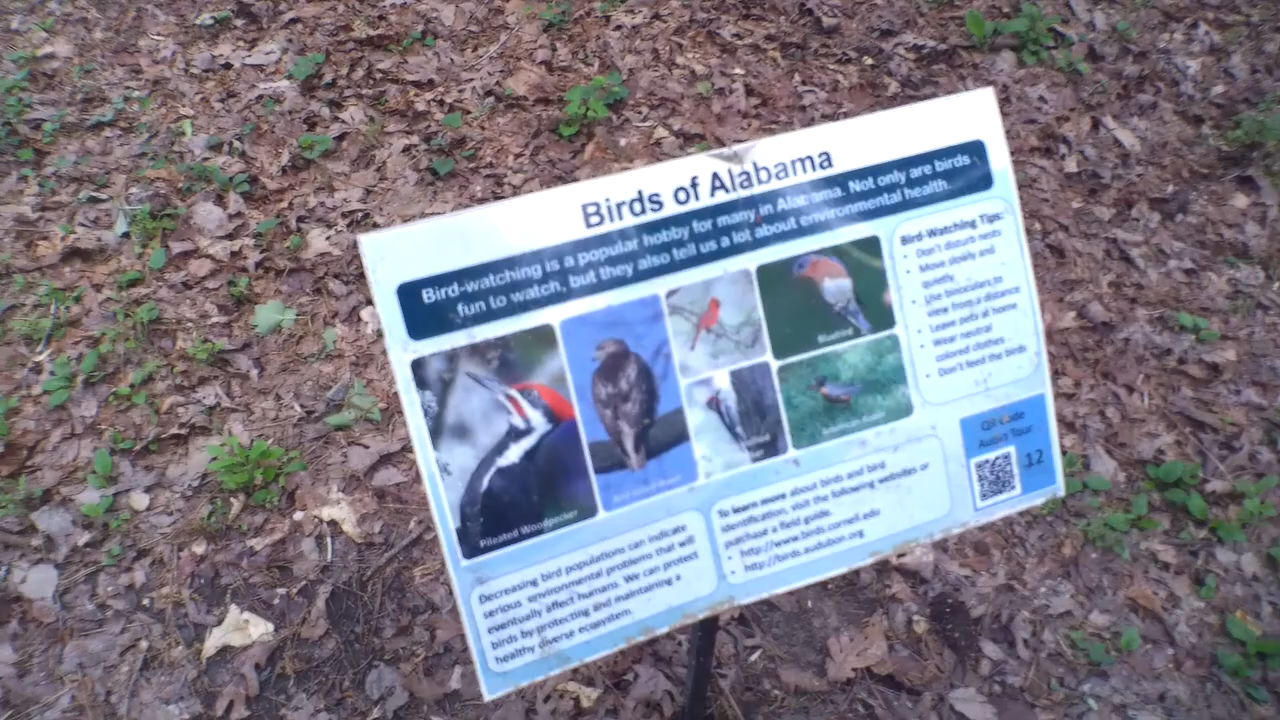 Birds of Alabama
Bird-watching is a popular hobby for many in Alabama. Not only are birds
fun to watch, but they also tell us a lot about environmental health.
Bird-Watching Tips:
• Don't disturb nests
• Move slowly and
quietly
• Use binoculars to
view from a distance
• Leave pets at home
• Wear neutral
colored clothes
• Don't feed the birds
Pileated Woodpecker
Bluebird
QR Code
Audio Tour
12
Decreasing bird populations can indicate
serious environmental problems that will
eventually affect humans. We can protect
birds by protecting and maintaining a
healthy diverse ecosystem.
To learn more about birds and bird
identification, visit the following websites or
purchase a field guide.
• http://www.birds.cornell.edu
• http://birds.audubon.org